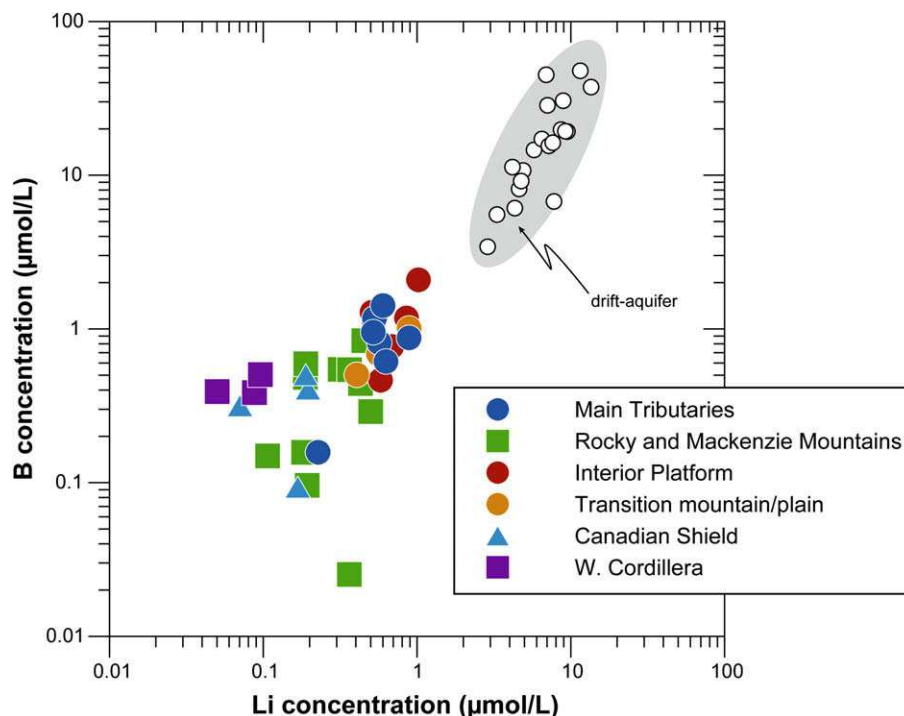 100
10
1
0.1
0.01
B concentration (µmol/L)
drift-aquifer
Main Tributaries
Rocky and Mackenzie Mountains
Interior Platform
Transition mountain/plain
Canadian Shield
W. Cordillera
0.01
0.1
1
10
100
Li concentration (µmol/L)